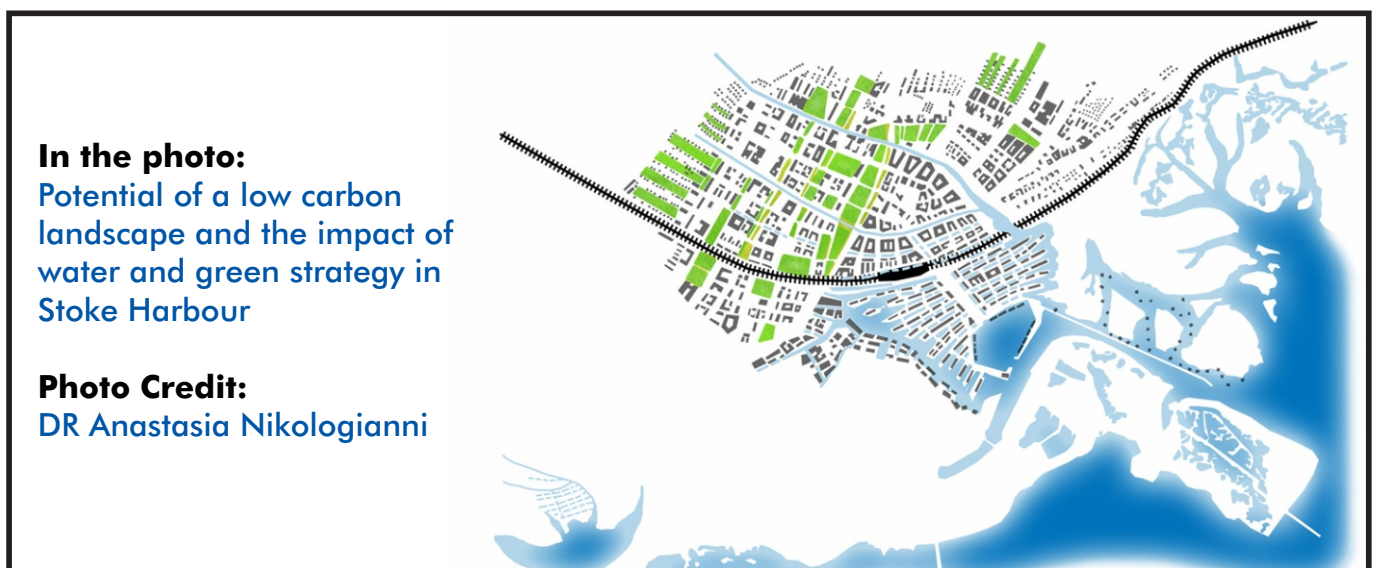 In the photo:
Potential of a low carbon
landscape and the impact of
water and green strategy in
Stoke Harbour
Photo Credit:
DR Anastasia Nikologianni